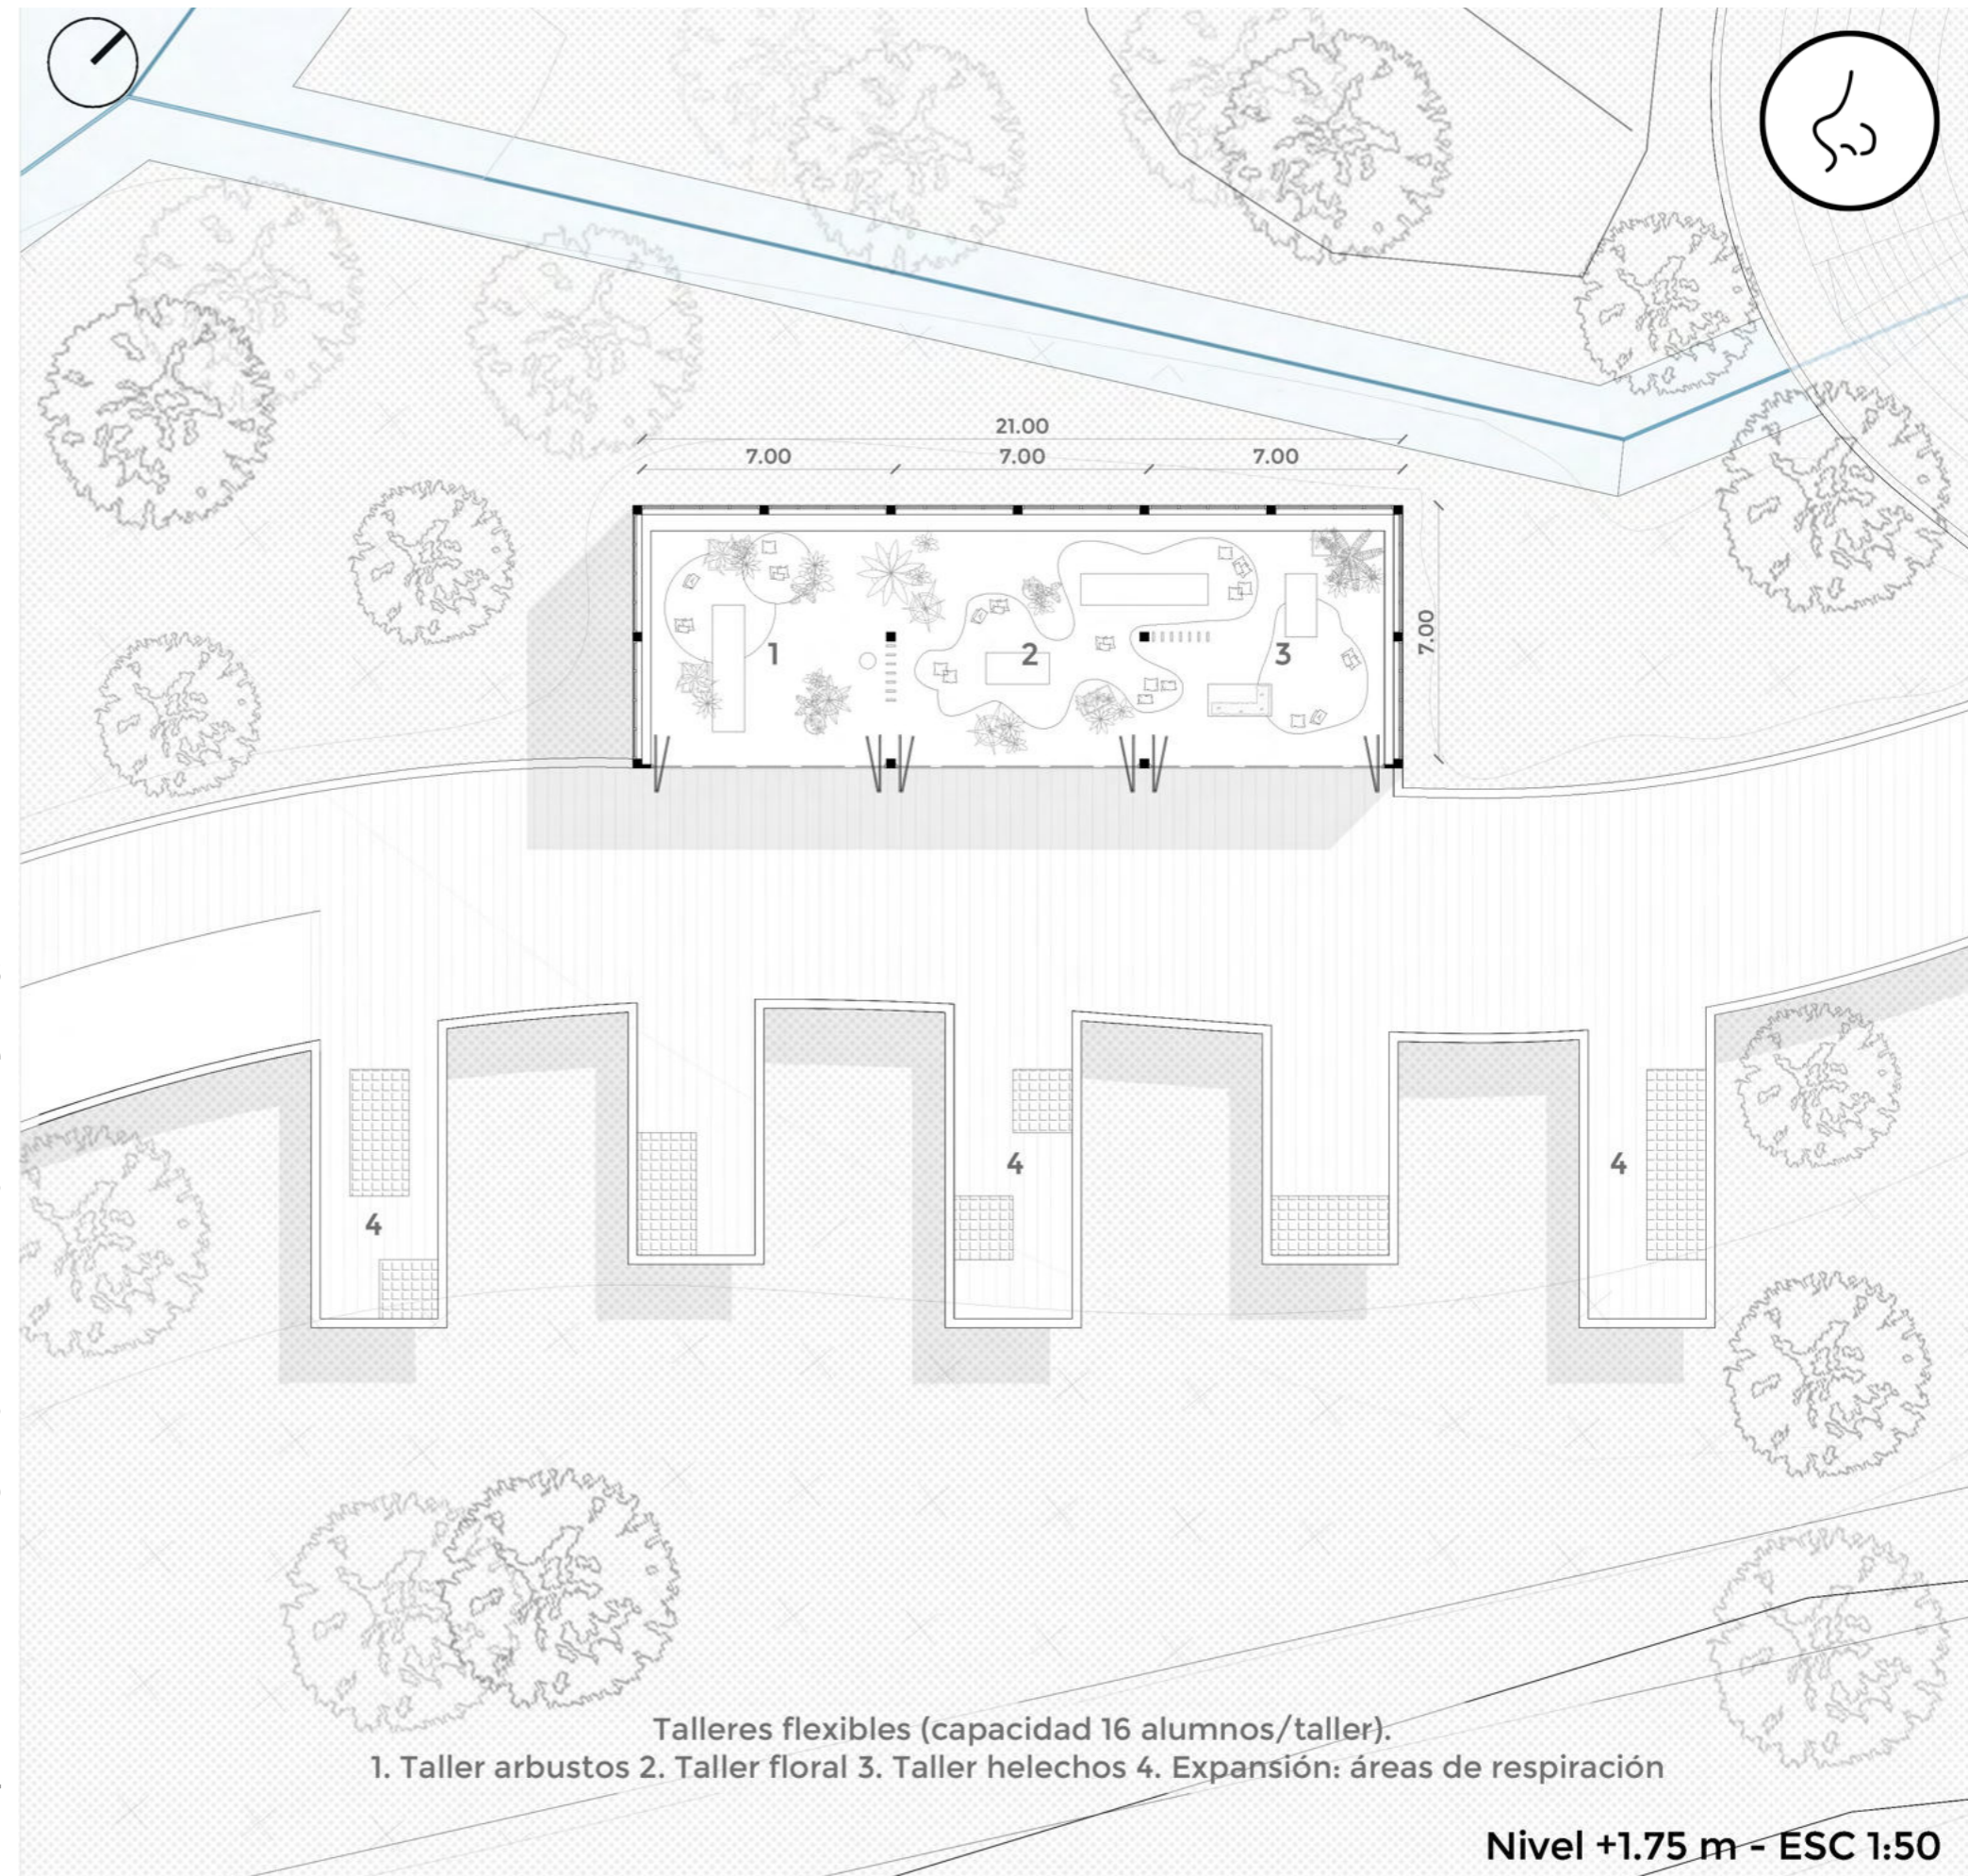 21.00
7.00 7.00 7.00
7.00
1 2 3
4
4
4
Talleres flexibles (capacidad 16 alumnos/taller).
1. Taller arbustos 2. Taller floral 3. Taller helechos 4. Expansión: áreas de respiración
Nivel +1.75 m - ESC 1:50